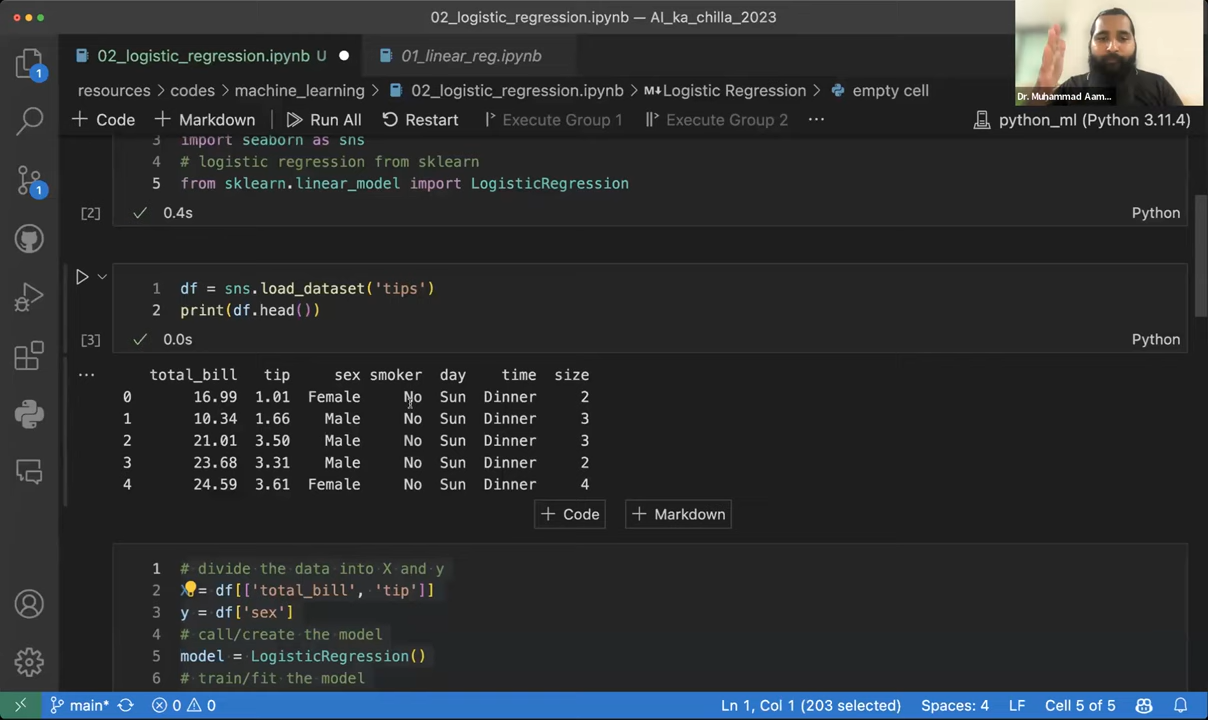 02_logistic_regression.ipynb — AI_ka_chilla_2023
02_logistic_regression.ipynb U
01_linear_reg.ipynb
resources > codes > machine_learning > 02_logistic_regression.ipynb > M↓Logistic Regression > empty cell
+ Code + Markdown Run All Restart Execute Group 1 Execute Group 2 ... python_ml (Python 3.11.4)
Dr. Muhammad Aam...
1
1
3 import seaborn as sns
4 # logistic regression from sklearn
5 from sklearn.linear_model import LogisticRegression
[2] 0.4s Python
1 df = sns.load_dataset('tips')
2 print(df.head())
[3] 0.0s Python
... total_bill tip sex smoker day time size
0 16.99 1.01 Female No Sun Dinner 2
1 10.34 1.66 Male No Sun Dinner 3
2 21.01 3.50 Male No Sun Dinner 3
3 23.68 3.31 Male No Sun Dinner 2
4 24.59 3.61 Female No Sun Dinner 4
+ Code + Markdown
1 # divide the data into X and y
2 X = df[['total_bill', 'tip']]
3 y = df['sex']
4 # call/create the model
5 model = LogisticRegression()
6 # train/fit the model
main* 0 0 Ln 1, Col 1 (203 selected) Spaces: 4 LF Cell 5 of 5